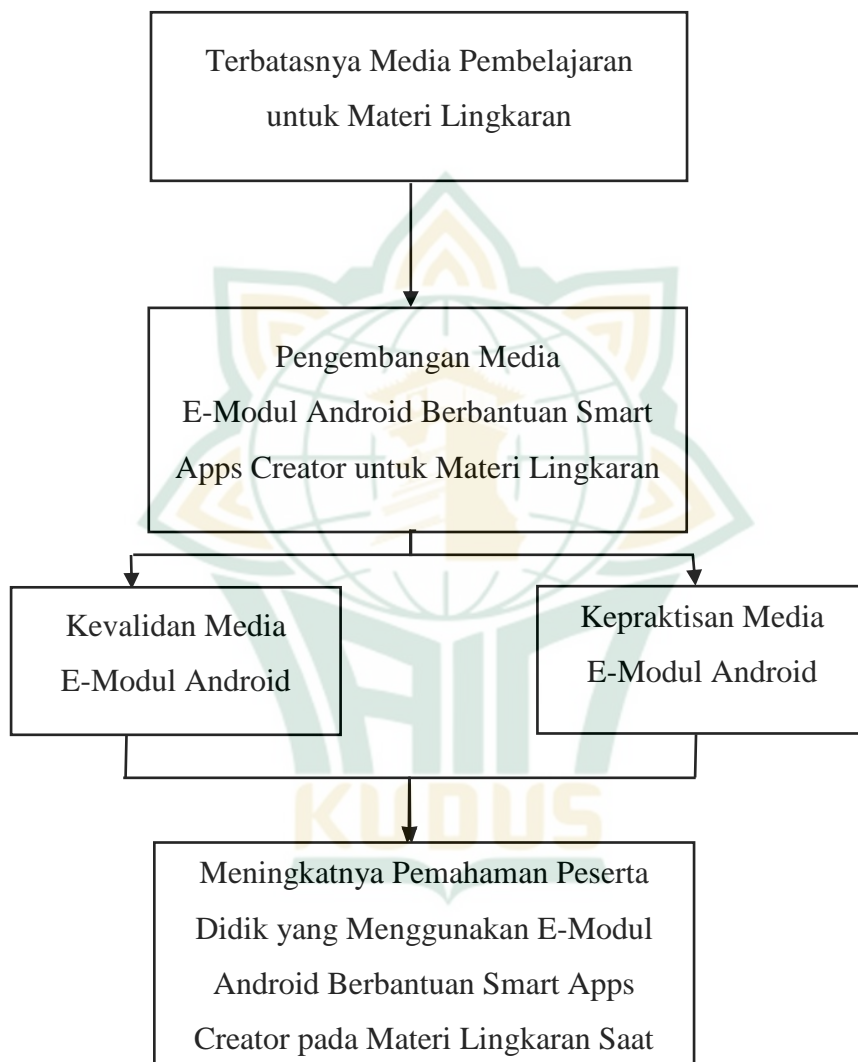 Terbatasnya Media Pembelajaran
untuk Materi Lingkaran
Pengembangan Media
E-Modul Android Berbantuan Smart
Apps Creator untuk Materi Lingkaran
Kevalidan Media
E-Modul Android
Kepraktisan Media
E-Modul Android
IAIN
KUDUS
Meningkatnya Pemahaman Peserta
Didik yang Menggunakan E-Modul
Android Berbantuan Smart Apps
Creator pada Materi Lingkaran Saat